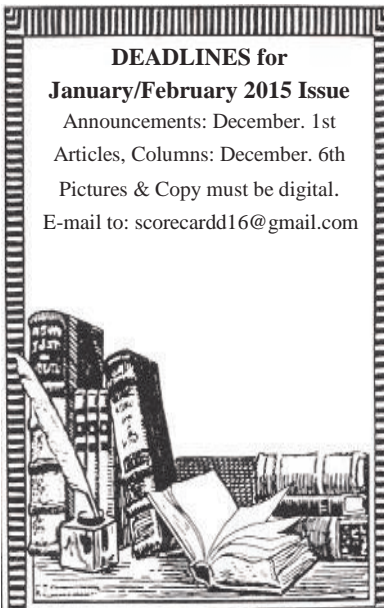 DEADLINES for
January/February 2015 Issue
Announcements: December. 1st
Articles, Columns: December. 6th
Pictures & Copy must be digital.
E-mail to: scorecardd16@gmail.com